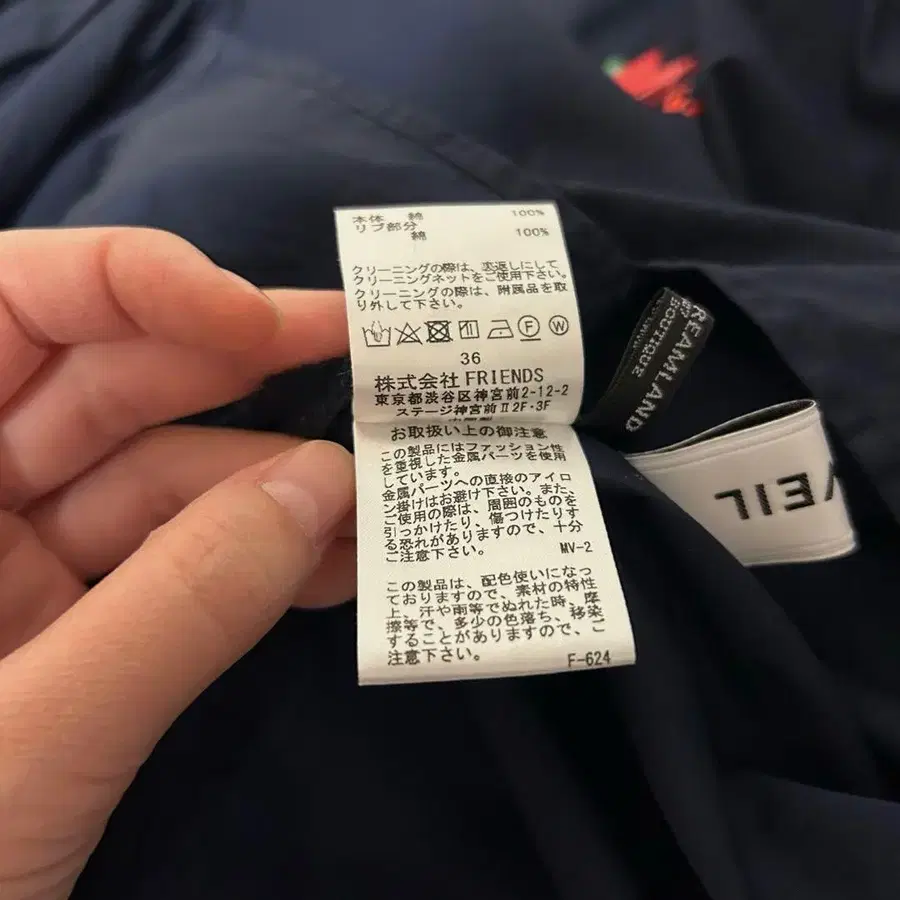 本体 綿 100%
リブ部分
綿 100%
クリーニングの際は、裏返しにして
クリーニングネットをご使用下さい。
クリーニングの際は、附属品を取
り外して下さい。
F W
36
株式会社 FRIENDS
東京都渋谷区神宮前2-12-2
ステージ神宮前Ⅱ2F・3F
お取扱い上の御注意
この製品にはファッション性
を重視した金属パーツを使用
しています。
金属パーツへの直接のアイロ
ン掛けはお避け下さい。また、
ご使用の際は、周囲のものを
引っかけたり、傷つけたりす
る恐れがありますので、十分
ご注意下さい。
MV-2
この製品は、配色使いになっ
ておりますので、素材の特性
上、汗や雨等でぬれた時、摩
擦等で、多少の色落ち、移染
することがありますので、ご
注意下さい。
F-624
REAMLAND
BOUTIQUE
VEIL